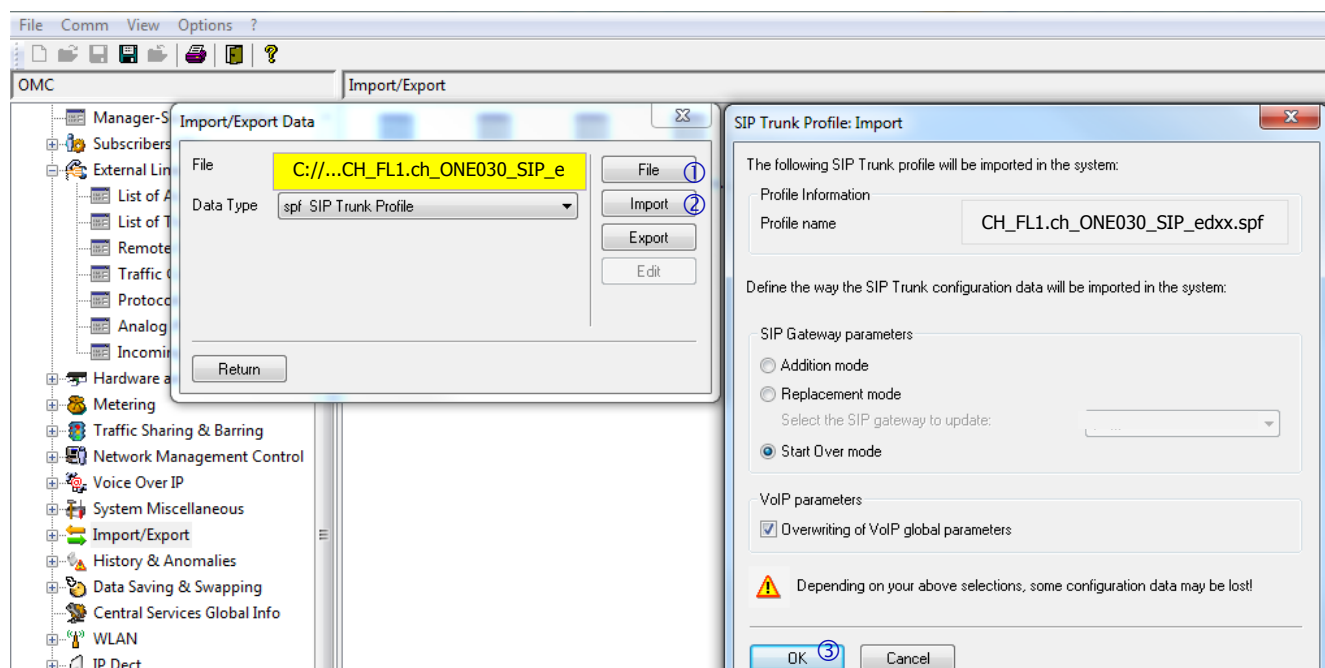 File Comm View Options ?
OMC
Import/Export
Manager-S
Subscribers
External Lin
List of A
List of T
Remote
Traffic
Protoco
Analog
Incomin
Hardware a
Metering
Traffic Sharing & Barring
Network Management Control
Voice Over IP
System Miscellaneous
Import/Export
History & Anomalies
Data Saving & Swapping
Central Services Global Info
WLAN
IP Dect
Import/Export Data
File
C://...CH_FL1.ch_ONE030_SIP_e
File ①
Data Type
spf SIP Trunk Profile
Import ②
Export
Edit
Return
SIP Trunk Profile: Import
The following SIP Trunk profile will be imported in the system:
Profile Information
Profile name
CH_FL1.ch_ONE030_SIP_edxx.spf
Define the way the SIP Trunk configuration data will be imported in the system:
SIP Gateway parameters
Addition mode
Replacement mode
Select the SIP gateway to update:
Start Over mode
VoIP parameters
Overwriting of VoIP global parameters
Depending on your above selections, some configuration data may be lost!
OK ③
Cancel